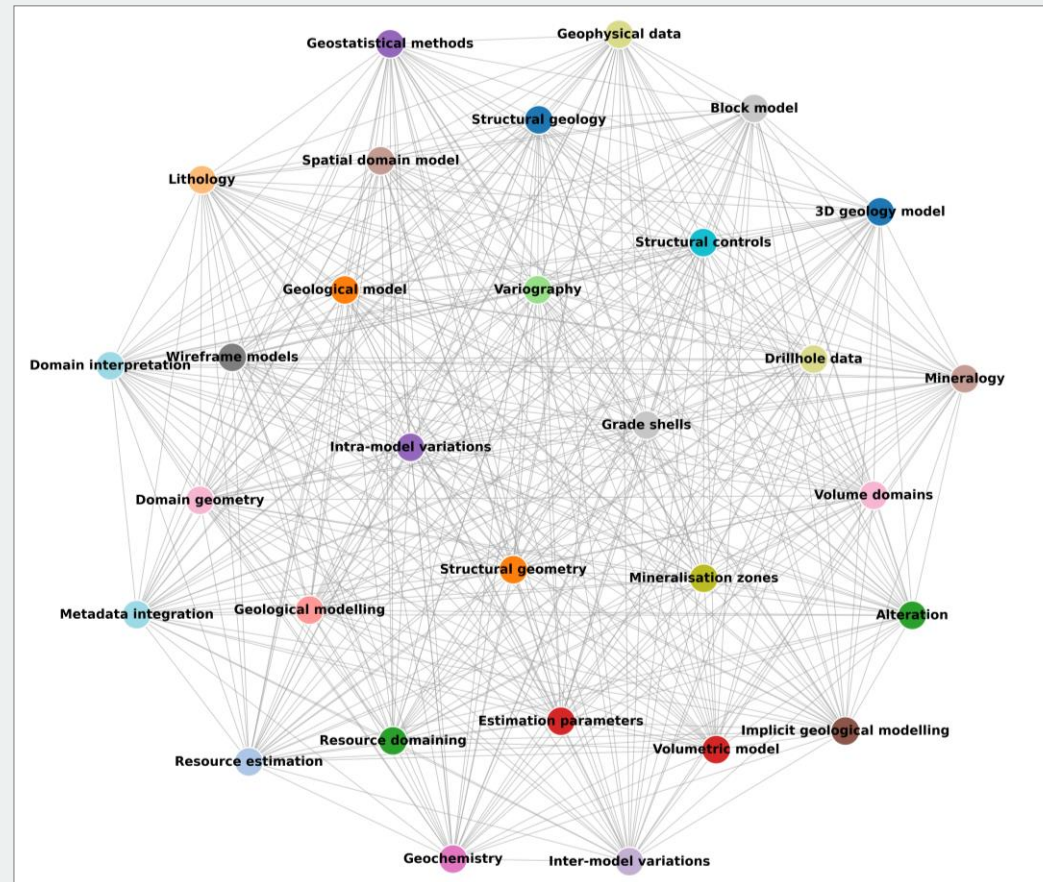 Geophysical data
Geostatistical methods
Block model
Structural geology
Spatial domain model
Lithology
3D geology model
Structural controls
Geological model
Variography
Wireframe models
Drillhole data
Domain interpretation
Mineralogy
Grade shells
Intra-model variations
Volume domains
Domain geometry
Structural geometry
Mineralisation zones
Geological modelling
Metadata integration
Alteration
Estimation parameters
Implicit geological modelling
Resource domaining
Volumetric model
Resource estimation
Geochemistry
Inter-model variations